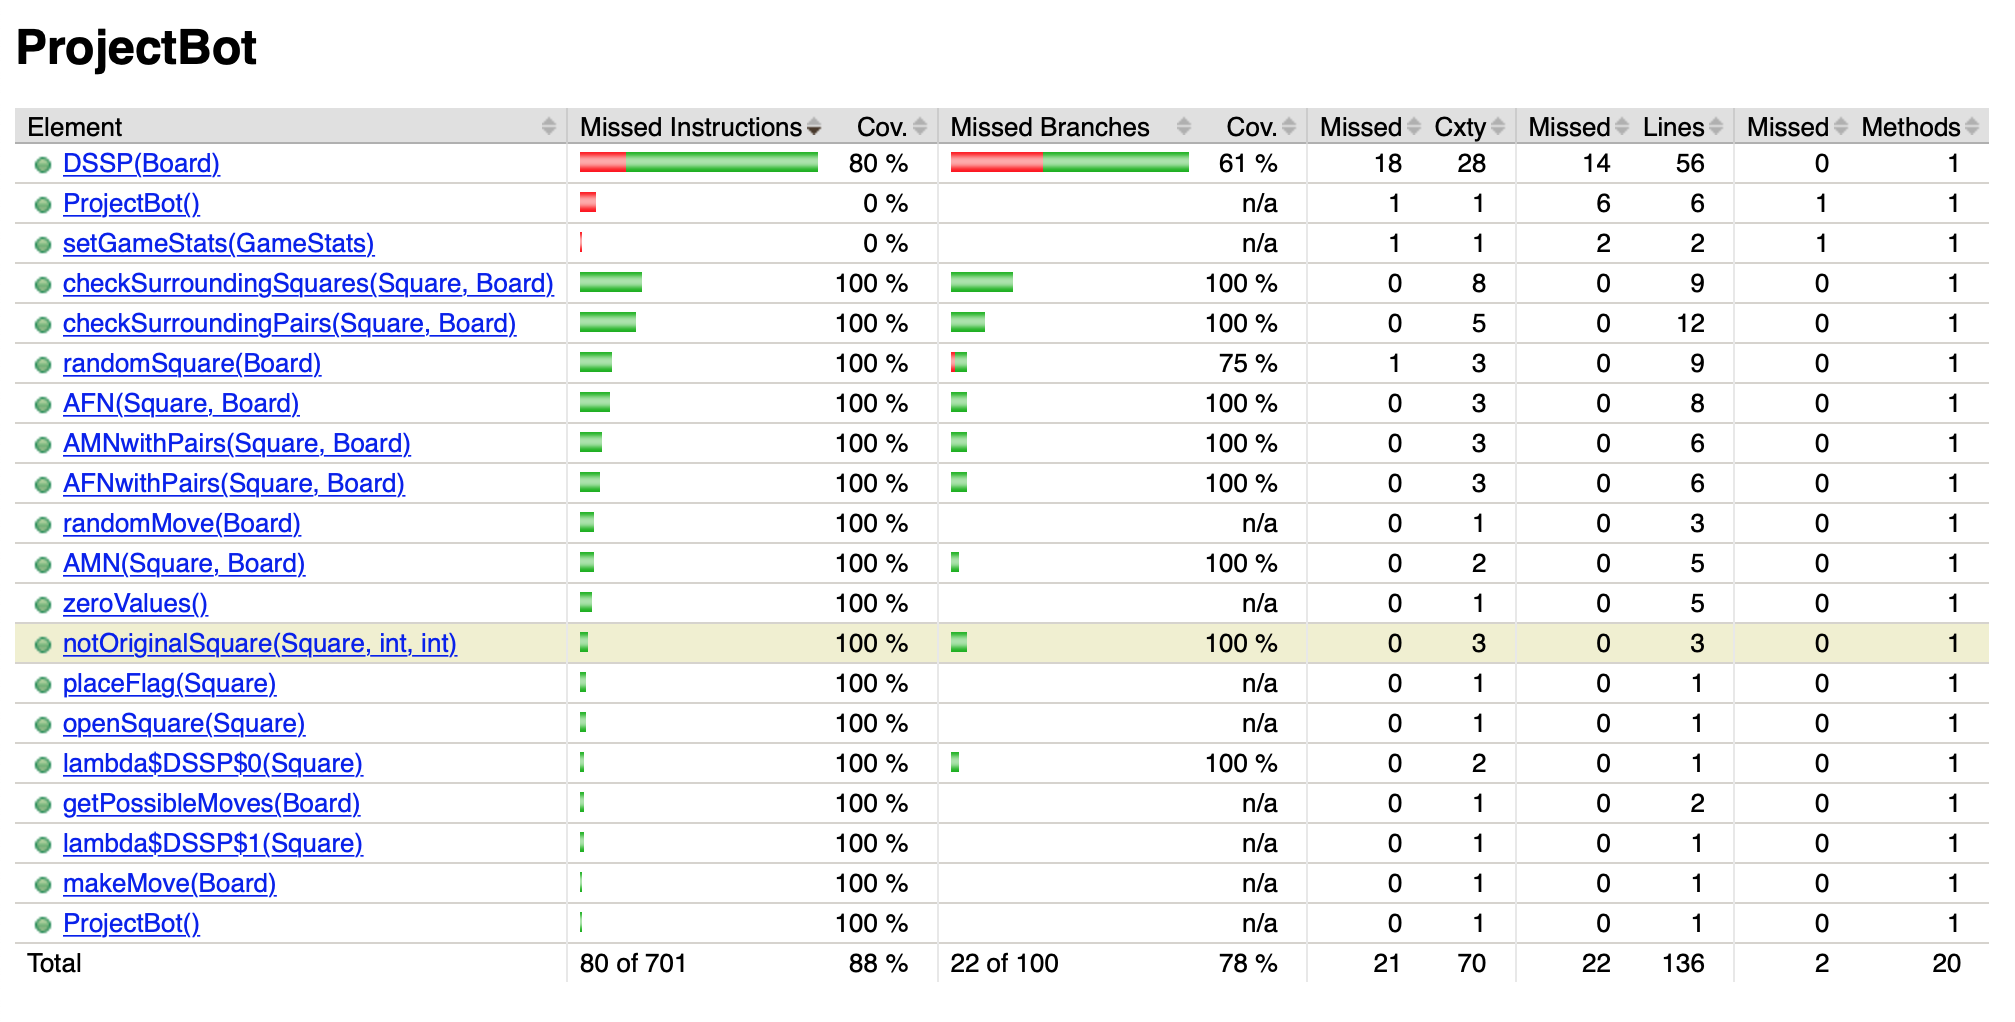 ProjectBot
Element Missed Instructions Cov. Missed Branches Cov. Missed Cxty Missed Lines Missed Methods
DSSP(Board) 80 % 61 % 18 28 14 56 0 1
ProjectBot() 0 % n/a 1 1 6 6 1 1
setGameStats(GameStats) 0 % n/a 1 1 2 2 1 1
checkSurroundingSquares(Square, Board) 100 % 100 % 0 8 0 9 0 1
checkSurroundingPairs(Square, Board) 100 % 100 % 0 5 0 12 0 1
randomSquare(Board) 100 % 75 % 1 3 0 9 0 1
AFN(Square, Board) 100 % 100 % 0 3 0 8 0 1
AMNwithPairs(Square, Board) 100 % 100 % 0 3 0 6 0 1
AFNwithPairs(Square, Board) 100 % 100 % 0 3 0 6 0 1
randomMove(Board) 100 % n/a 0 1 0 3 0 1
AMN(Square, Board) 100 % 100 % 0 2 0 5 0 1
zeroValues() 100 % n/a 0 1 0 5 0 1
notOriginalSquare(Square, int, int) 100 % 100 % 0 3 0 3 0 1
placeFlag(Square) 100 % n/a 0 1 0 1 0 1
openSquare(Square) 100 % n/a 0 1 0 1 0 1
lambda$DSSP$0(Square) 100 % 100 % 0 2 0 1 0 1
getPossibleMoves(Board) 100 % n/a 0 1 0 2 0 1
lambda$DSSP$1(Square) 100 % n/a 0 1 0 1 0 1
makeMove(Board) 100 % n/a 0 1 0 1 0 1
ProjectBot() 100 % n/a 0 1 0 1 0 1
Total 80 of 701 88 % 22 of 100 78 % 21 70 22 136 2 20